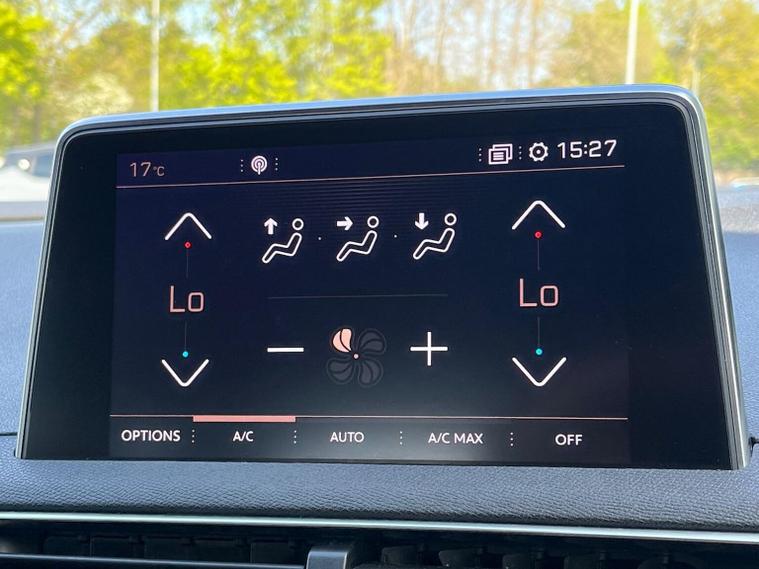 17°C 15:27
Lo Lo
OPTIONS A/C AUTO A/C MAX OFF